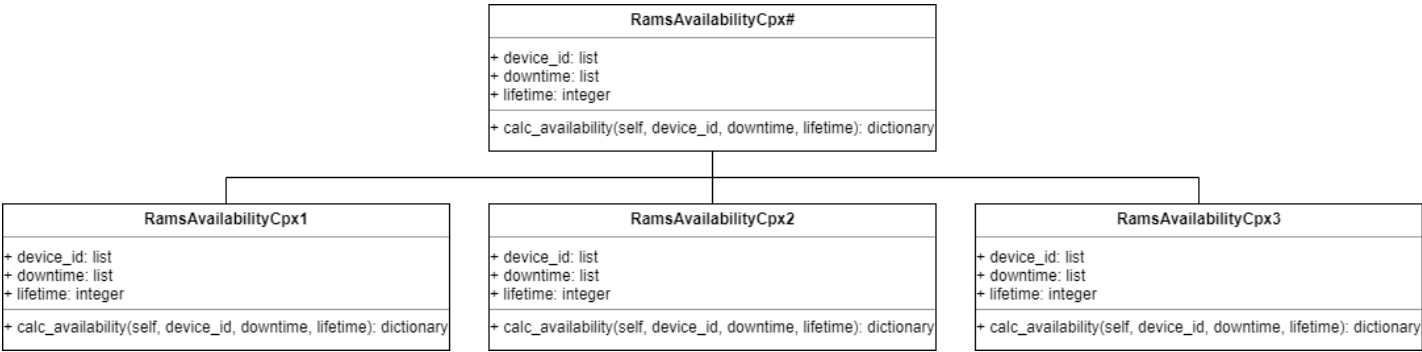 RamsAvailabilityCpx#
+ device_id: list
+ downtime: list
+ lifetime: integer
+ calc_availability(self, device_id, downtime, lifetime): dictionary
RamsAvailabilityCpx1
+ device_id: list
+ downtime: list
+ lifetime: integer
+ calc_availability(self, device_id, downtime, lifetime): dictionary
RamsAvailabilityCpx2
+ device_id: list
+ downtime: list
+ lifetime: integer
+ calc_availability(self, device_id, downtime, lifetime): dictionary
RamsAvailabilityCpx3
+ device_id: list
+ downtime: list
+ lifetime: integer
+ calc_availability(self, device_id, downtime, lifetime): dictionary